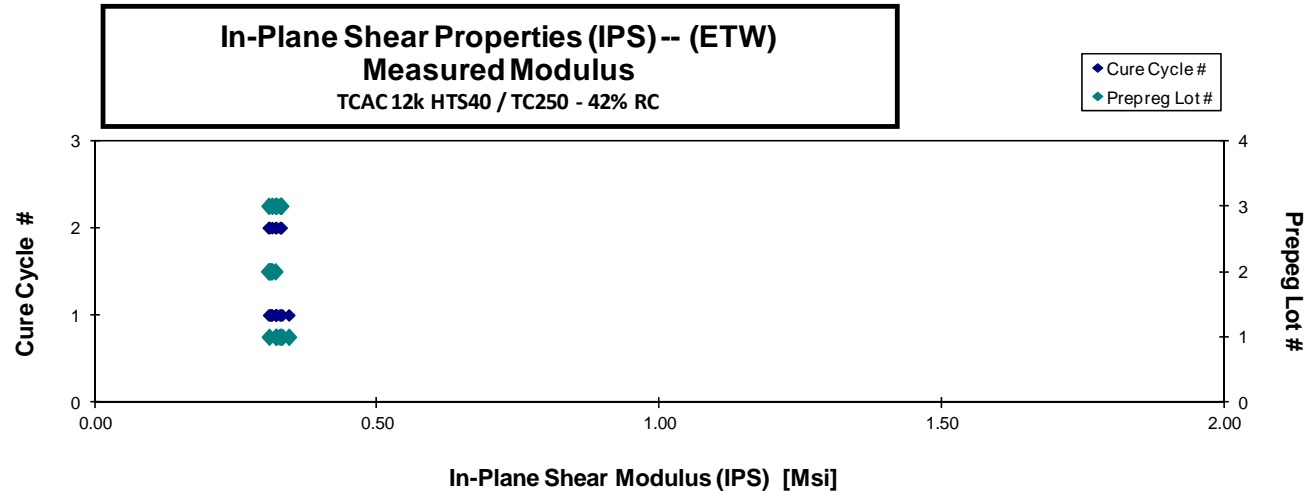 In-Plane Shear Properties (IPS) -- (ETW)
Measured Modulus
TCAC 12k HTS40 / TC250 - 42% RC
Cure Cycle #
Prepreg Lot #
3
2
1
0
Cure Cycle #
4
3
2
1
0
Prepeg Lot #
0.00
0.50
1.00
1.50
2.00
In-Plane Shear Modulus (IPS) [Msi]